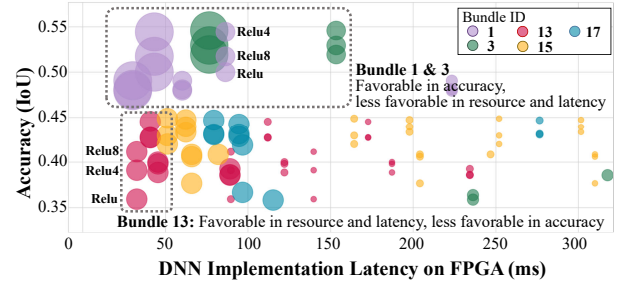 Bundle ID
1
13
17
3
15
0.55
0.50
0.45
0.40
0.35
Accuracy (IoU)
Relu4
Relu8
Relu
Bundle 1 & 3
Favorable in accuracy,
less favorable in resource and latency
Relu8
Relu4
Relu
Bundle 13: Favorable in resource and latency, less favorable in accuracy
0
50
100
150
200
250
300
DNN Implementation Latency on FPGA (ms)